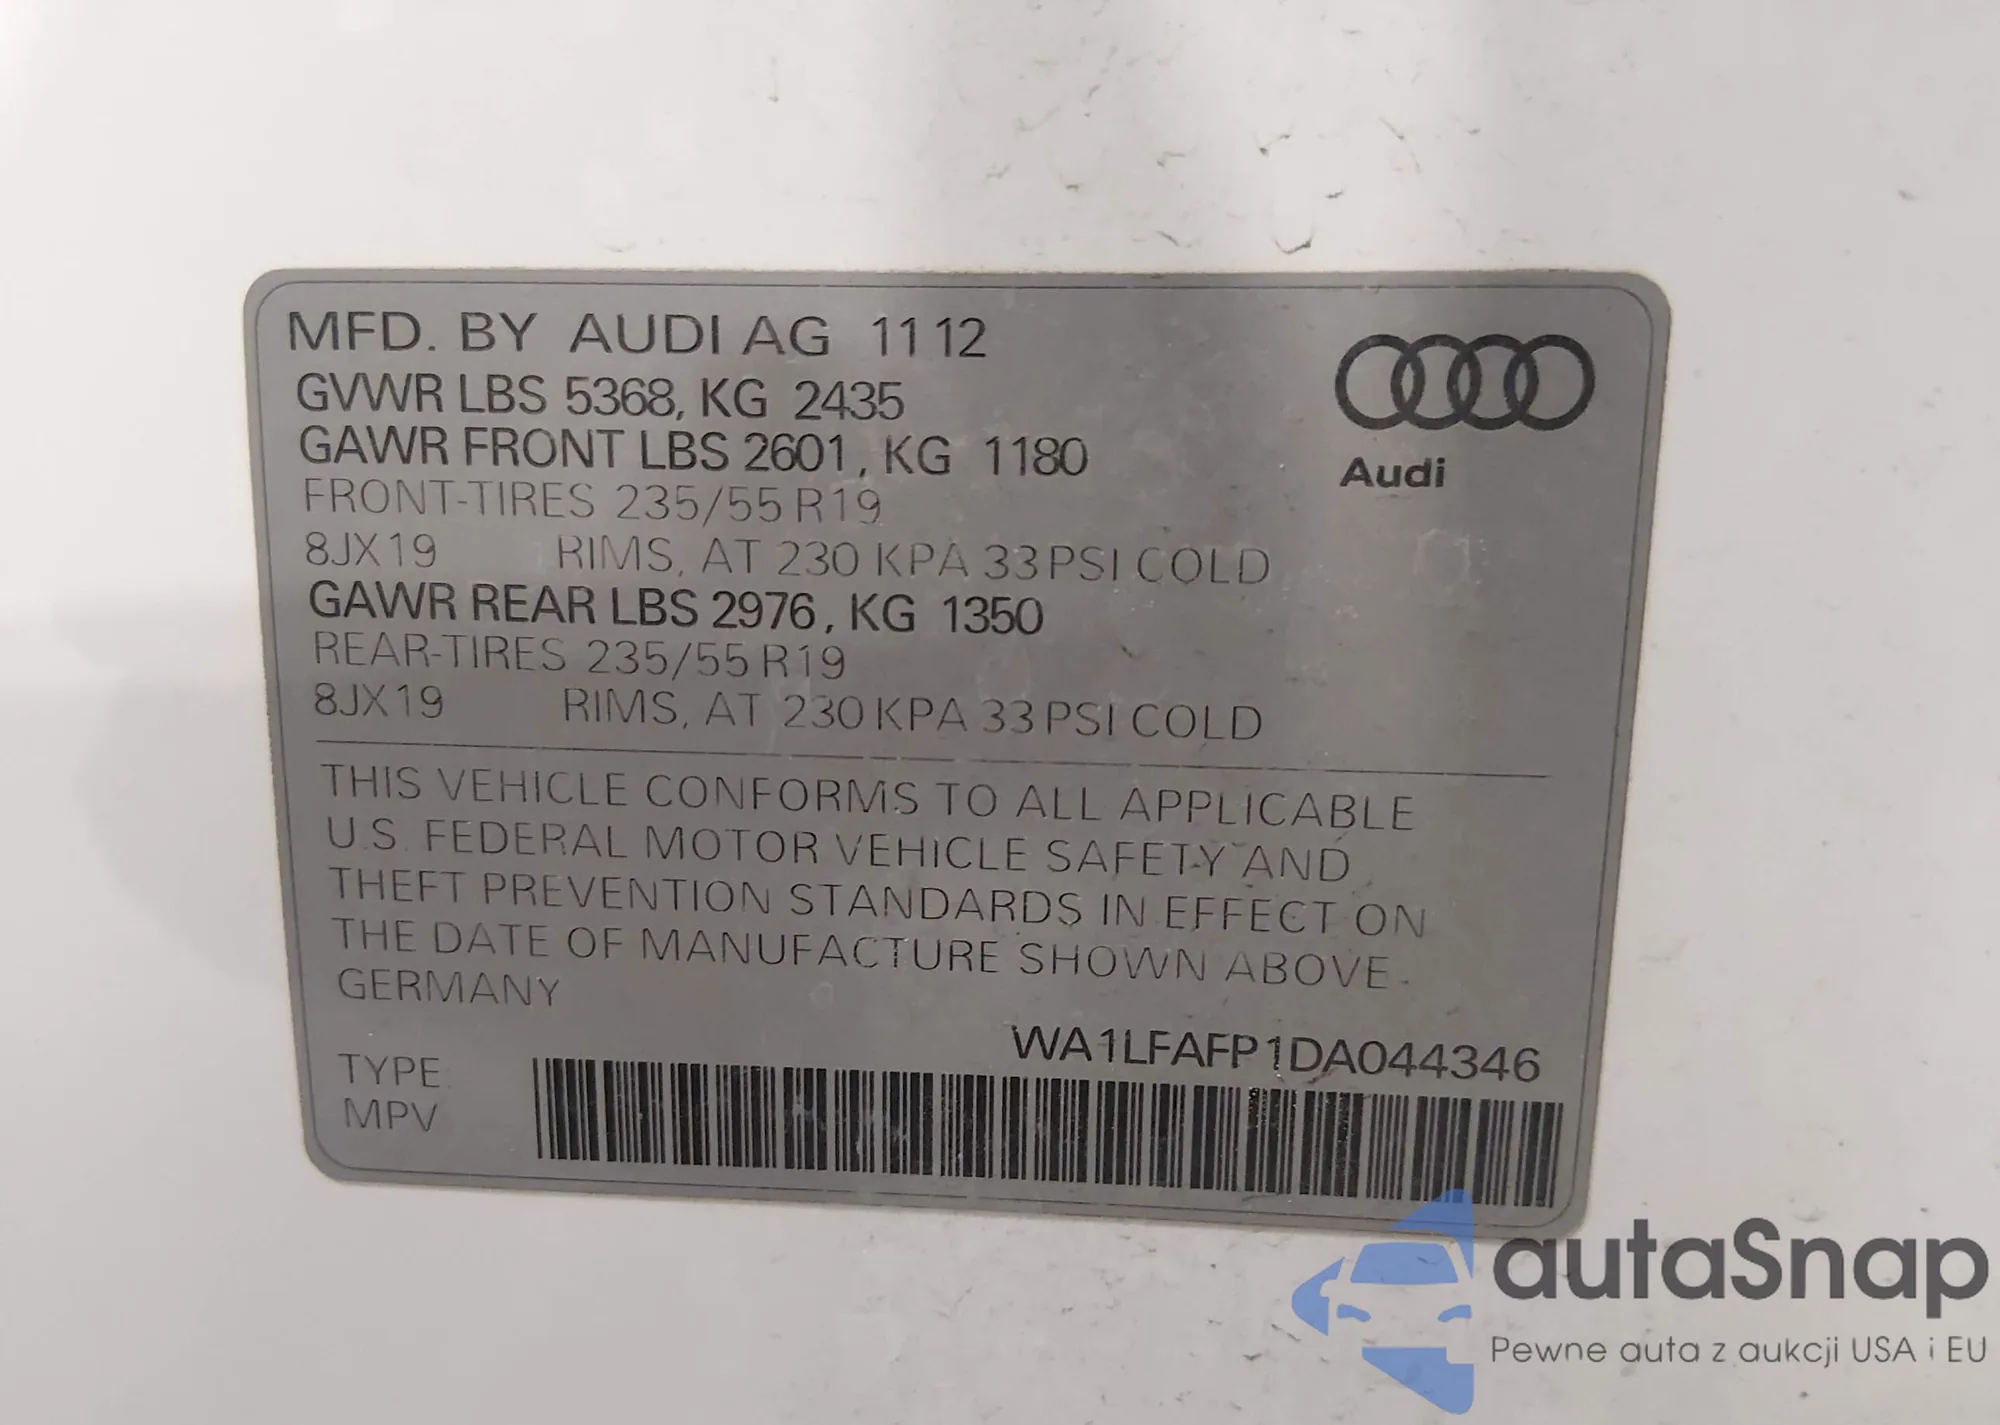 MFD. BY AUDI AG 11 12
GVWR LBS 5368, KG 2435
GAWR FRONT LBS 2601, KG 1180
FRONT-TIRES 235/55 R19
8JX19 RIMS, AT 230 KPA 33 PSI COLD
GAWR REAR LBS 2976, KG 1350
REAR-TIRES 235/55 R19
8JX19 RIMS, AT 230 KPA 33 PSI COLD
Audi
THIS VEHICLE CONFORMS TO ALL APPLICABLE
U.S. FEDERAL MOTOR VEHICLE SAFETY AND
THEFT PREVENTION STANDARDS IN EFFECT ON
THE DATE OF MANUFACTURE SHOWN ABOVE.
GERMANY
WA1LFAFP1DA044346
TYPE
MPV
autaSnap
Pewne auta z aukcji USA i EU